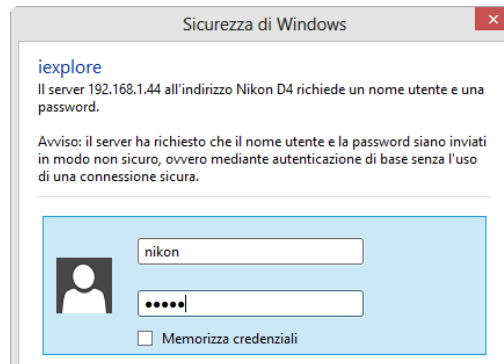 Sicurezza di Windows
iexplore
Il server 192.168.1.44 all'indirizzo Nikon D4 richiede un nome utente e una
password.
Avviso: il server ha richiesto che il nome utente e la password siano inviati
in modo non sicuro, ovvero mediante autenticazione di base senza l'uso
di una connessione sicura.
nikon
•••••
Memorizza credenziali